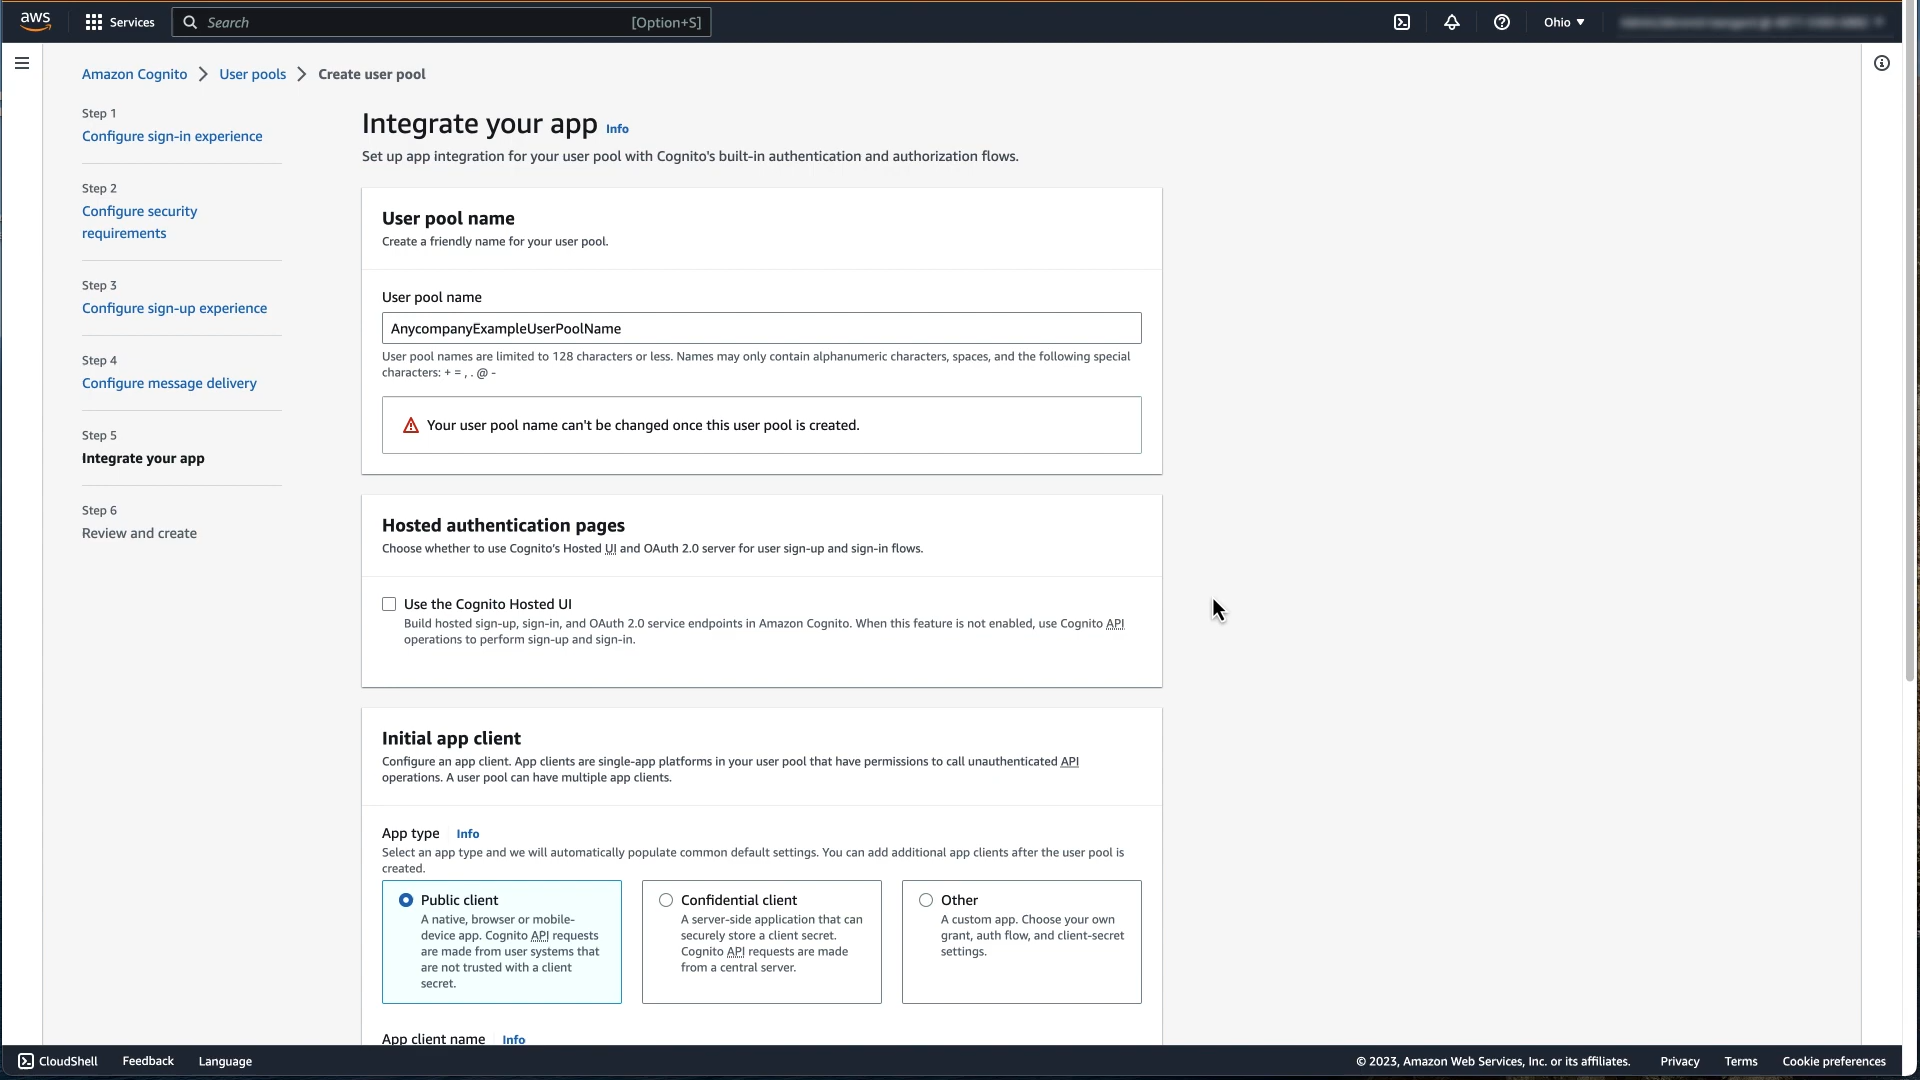 aws
Services
Search [Option+S]
Ohio
Amazon Cognito
User pools
Create user pool
Step 1
Configure sign-in experience
Step 2
Configure security
requirements
Step 3
Configure sign-up experience
Step 4
Configure message delivery
Step 5
Integrate your app
Step 6
Review and create
Integrate your app Info
Set up app integration for your user pool with Cognito's built-in authentication and authorization flows.
User pool name
Create a friendly name for your user pool.
User pool name
AnycompanyExampleUserPoolName
User pool names are limited to 128 characters or less. Names may only contain alphanumeric characters, spaces, and the following special
characters: + = , . @ -
Your user pool name can't be changed once this user pool is created.
Hosted authentication pages
Choose whether to use Cognito's Hosted UI and OAuth 2.0 server for user sign-up and sign-in flows.
Use the Cognito Hosted UI
Build hosted sign-up, sign-in, and OAuth 2.0 service endpoints in Amazon Cognito. When this feature is not enabled, use Cognito API
operations to perform sign-up and sign-in.
Initial app client
Configure an app client. App clients are single-app platforms in your user pool that have permissions to call unauthenticated API
operations. A user pool can have multiple app clients.
App type Info
Select an app type and we will automatically populate common default settings. You can add additional app clients after the user pool is
created.
Public client
A native, browser or mobile-
device app. Cognito API requests
are made from user systems that
are not trusted with a client
secret.
Confidential client
A server-side application that can
securely store a client secret.
Cognito API requests are made
from a central server.
Other
A custom app. Choose your own
grant, auth flow, and client-secret
settings.
App client name Info
CloudShell
Feedback
Language
© 2023, Amazon Web Services, Inc. or its affiliates.
Privacy
Terms
Cookie preferences